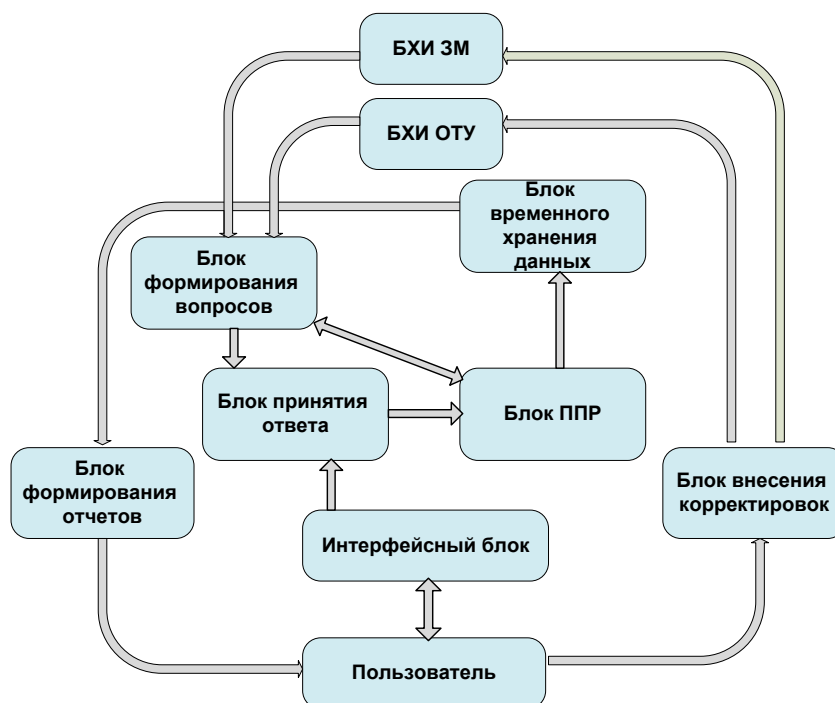 БХИ ЗМ
БХИ ОТУ
Блок
временного
хранения
данных
Блок
формирования
вопросов
Блок принятия
ответа
Блок ППР
Блок
формирования
отчетов
Блок внесения
корректировок
Интерфейсный блок
Пользователь